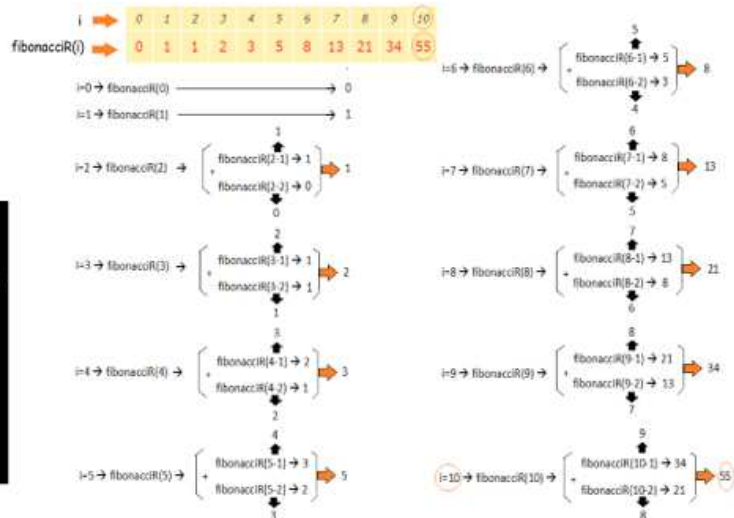 i 0 1 2 3 4 5 6 7 8 9 10
fibonacciR(i) 0 1 1 2 3 5 8 13 21 34 55
i=0 → fibonacciR(0) → 0
i=1 → fibonacciR(1) → 1
1
fibonacciR(2-1) → 1
i=2 → fibonacciR(2) → + 1
fibonacciR(2-2) → 0
0
2
fibonacciR(3-1) → 1
i=3 → fibonacciR(3) → + 2
fibonacciR(3-2) → 1
1
3
fibonacciR(4-1) → 2
i=4 → fibonacciR(4) → + 3
fibonacciR(4-2) → 1
2
4
fibonacciR(5-1) → 3
i=5 → fibonacciR(5) → + 5
fibonacciR(5-2) → 2
3
5
fibonacciR(6-1) → 5
i=6 → fibonacciR(6) → + 8
fibonacciR(6-2) → 3
4
6
fibonacciR(7-1) → 8
i=7 → fibonacciR(7) → + 13
fibonacciR(7-2) → 5
5
7
fibonacciR(8-1) → 13
i=8 → fibonacciR(8) → + 21
fibonacciR(8-2) → 8
6
8
fibonacciR(9-1) → 21
i=9 → fibonacciR(9) → + 34
fibonacciR(9-2) → 13
7
9
fibonacciR(10-1) → 34
i=10 → fibonacciR(10) → + 55
fibonacciR(10-2) → 21
8